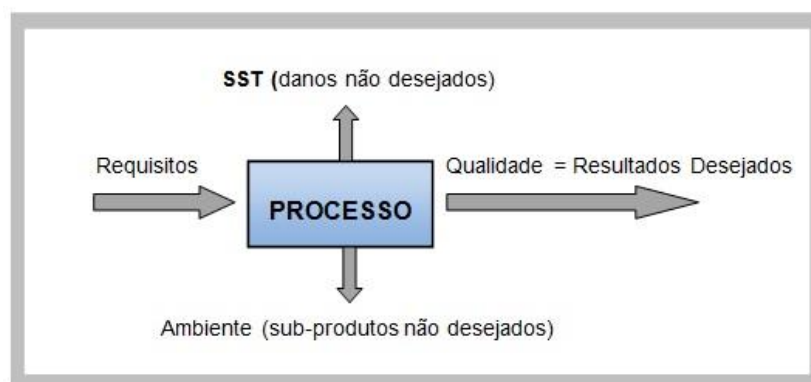 SST (danos não desejados)
Requisitos
Qualidade = Resultados Desejados
PROCESSO
Ambiente (sub-produtos não desejados)